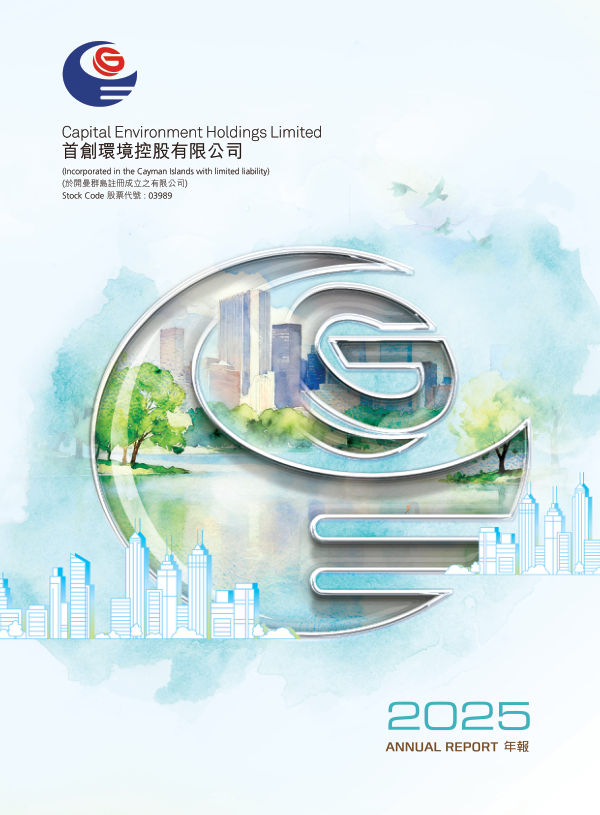 Capital Environment Holdings Limited
首創環境控股有限公司
(Incorporated in the Cayman Islands with limited liability)
(於開曼群島註冊成立之有限公司)
Stock Code 股票代號 : 03989
2025
ANNUAL REPORT 年報